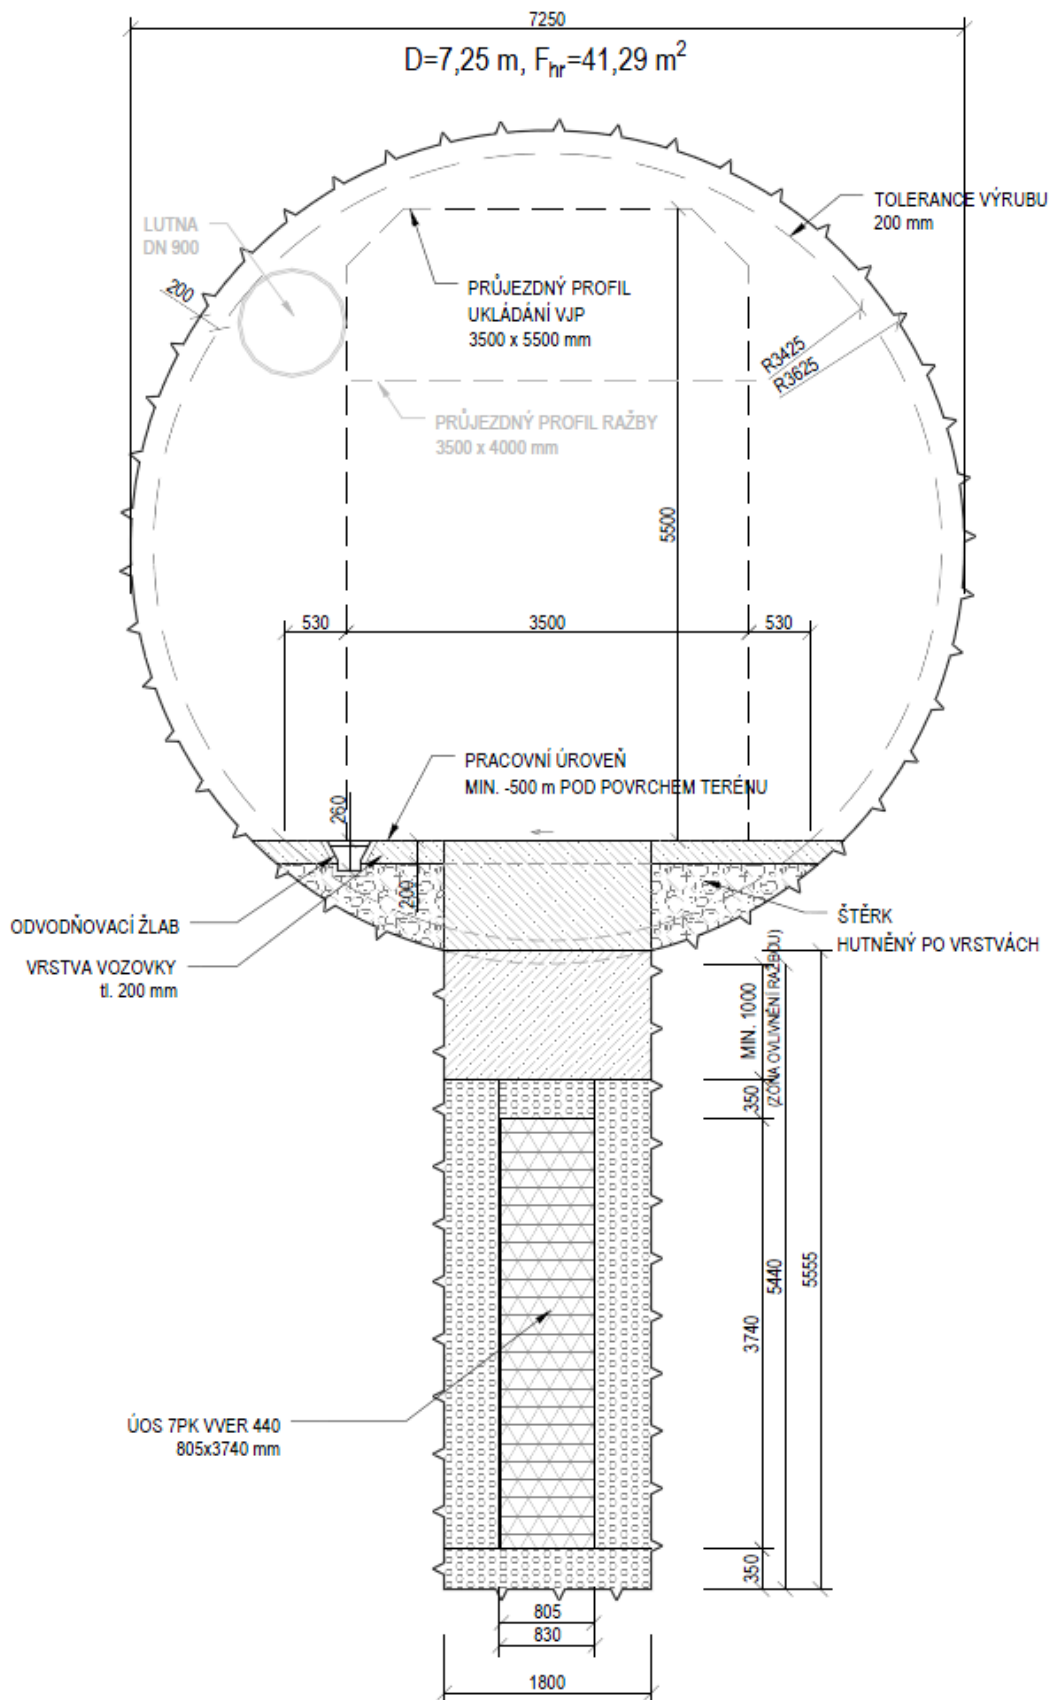 7250
D=7,25 m, Fhr=41,29 m²
TOLERANCE VÝRUBU
200 mm
LUTNA
DN 900
200
PRŮJEZDNÝ PROFIL
UKLÁDÁNÍ VJP
3500 x 5500 mm
R3425
R3625
PRŮJEZDNÝ PROFIL RAŽBY
3500 x 4000 mm
5500
530
3500
530
PRACOVNÍ ÚROVEŇ
MIN. -500 m POD POVRCHEM TERÉNU
260
200
ODVODŇOVACÍ ŽLAB
VRSTVA VOZOVKY
tl. 200 mm
ŠTĚRK
HUTNĚNÝ PO VRSTVÁCH
MIN. 1000
(ZÓNA OVLIVNĚNÍ RAŽBOU)
350
3740
5440
5555
350
ÚOS 7PK VVER 440
805x3740 mm
805
830
1800